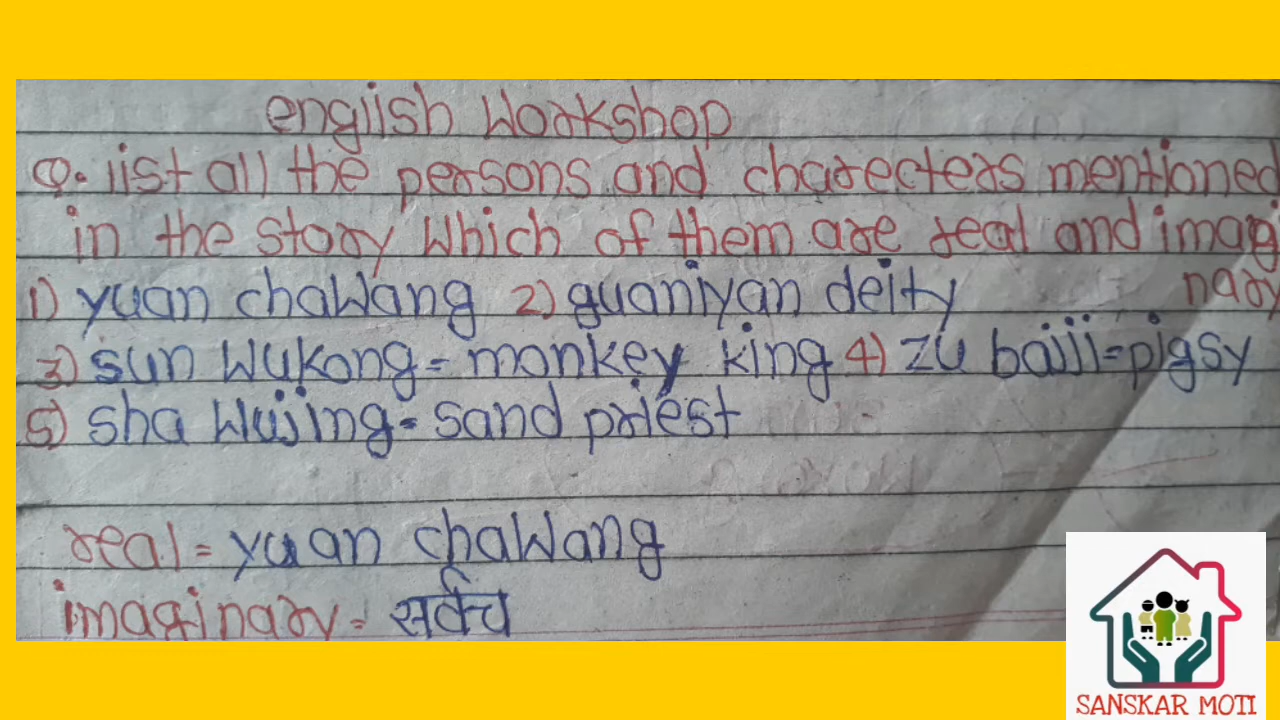 english Workshop
Q. list all the persons and charecters mentioned
in the story which of them are real and imagi
nary
1) yuan chawang 2) guaniyan deity
3) sun wukong = monkey king 4) zu baiji = pigsy
5) sha wujing = sand priest
real = yuan chawang
imaginary = सर्वच
SANSKAR MOTI